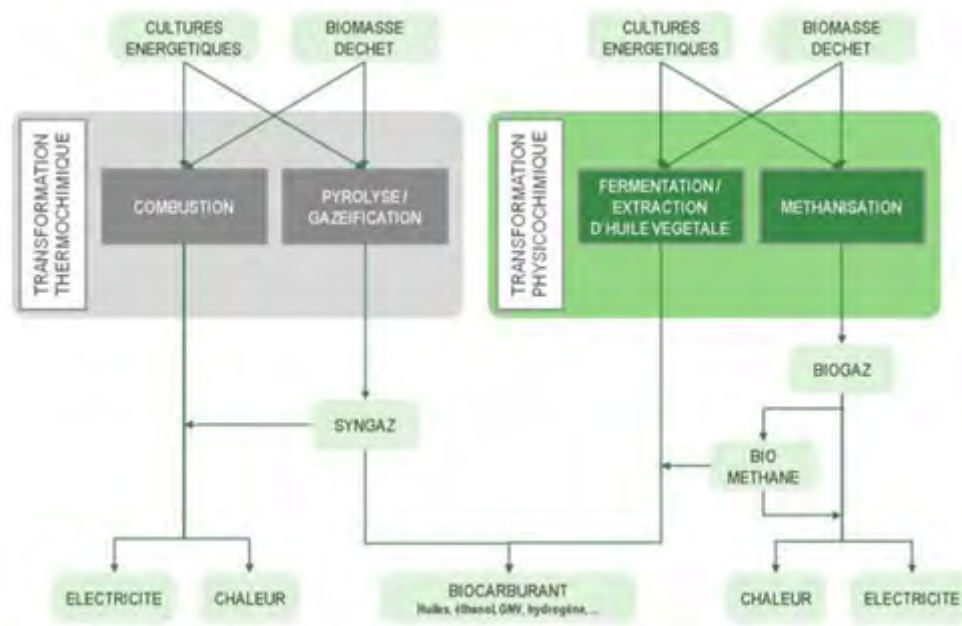 CULTURES
ENERGETIQUES
BIOMASSE
DECHET
CULTURES
ENERGETIQUES
BIOMASSE
DECHET
TRANSFORMATION
THERMOCHIMIQUE
COMBUSTION
PYROLYSE /
GAZEIFICATION
TRANSFORMATION
PHYSICOCHIMIQUE
FERMENTATION /
EXTRACTION
D'HUILE VEGETALE
METHANISATION
BIOGAZ
SYNGAZ
BIO
METHANE
ELECTRICITE
CHALEUR
BIOCARBURANT
Huiles, éthanol, GNV, hydrogène, ...
CHALEUR
ELECTRICITE